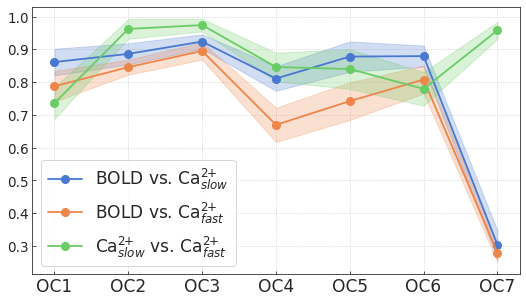 1.0
0.9
0.8
0.7
0.6
0.5
0.4
0.3
BOLD vs. Ca²⁺slow
BOLD vs. Ca²⁺fast
Ca²⁺slow vs. Ca²⁺fast
OC1 OC2 OC3 OC4 OC5 OC6 OC7